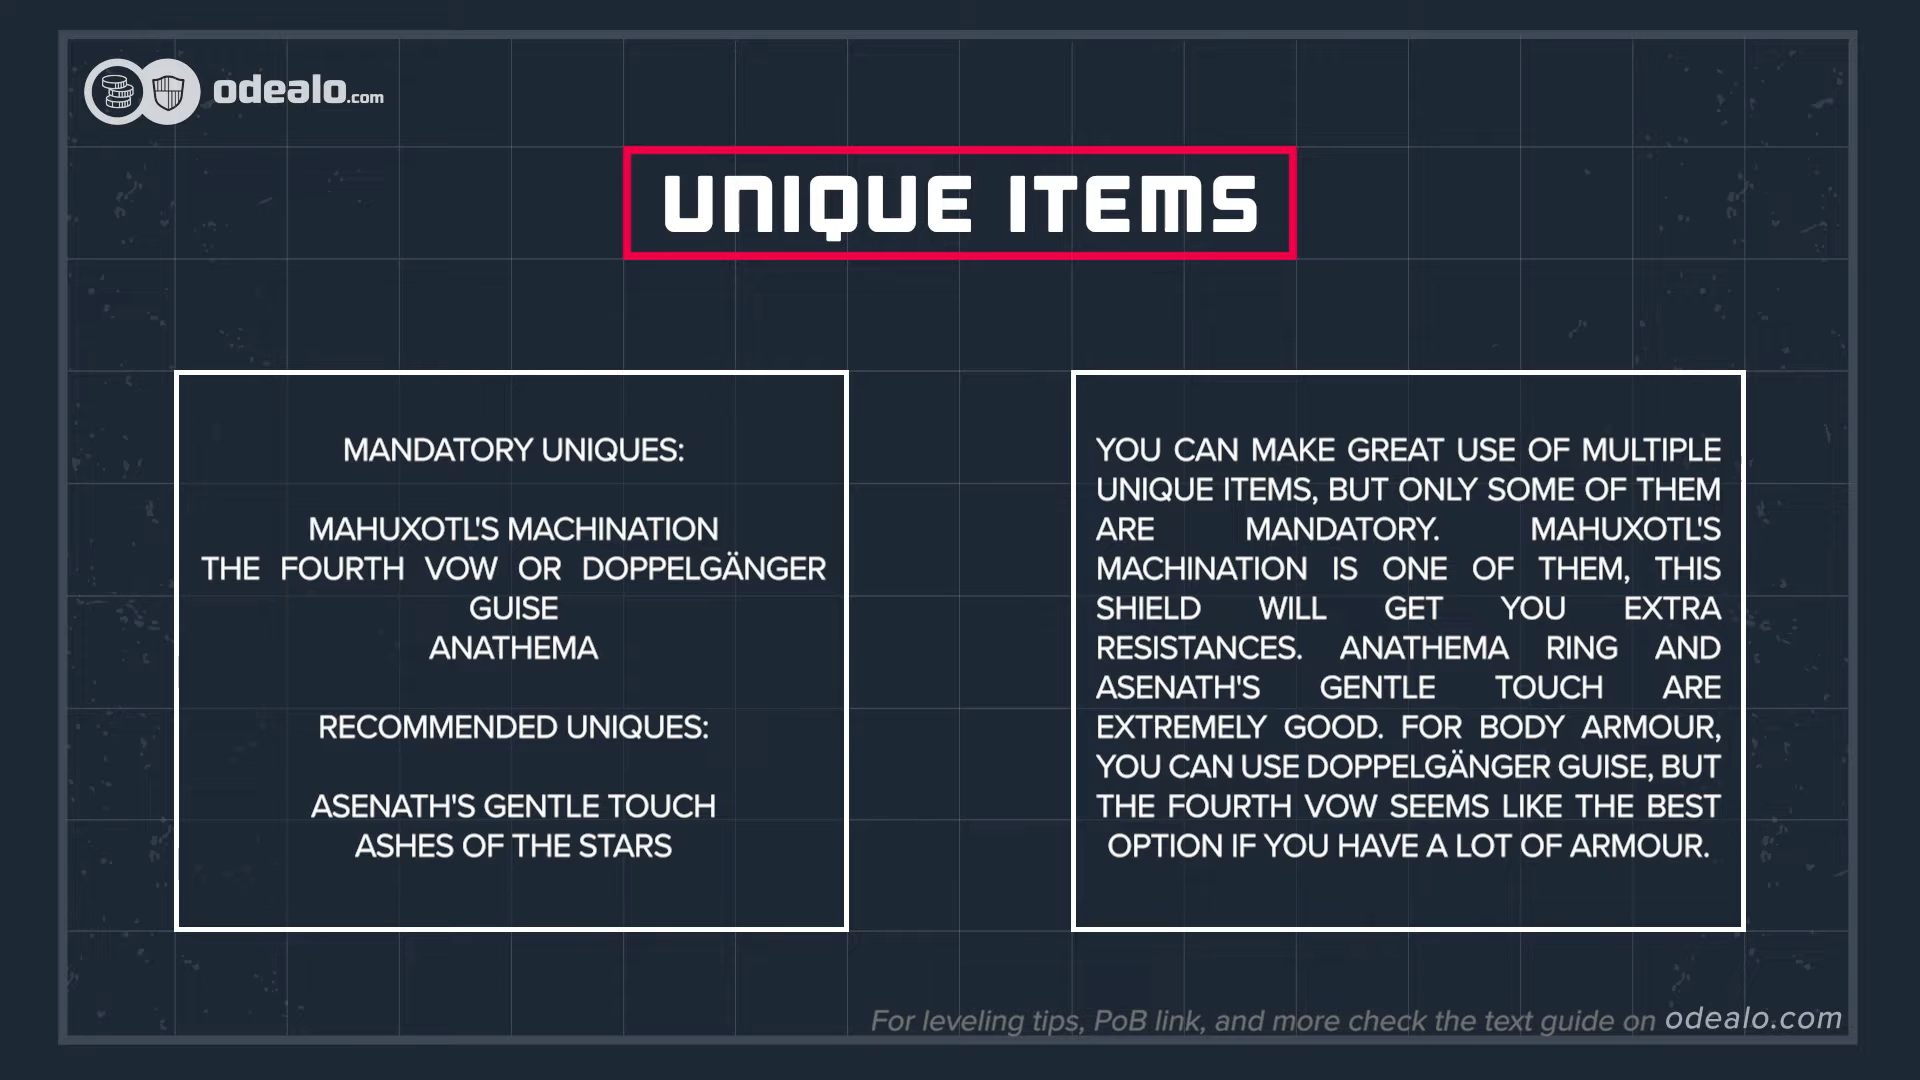 odealo.com
UNIQUE ITEMS
MANDATORY UNIQUES:
MAHUXOTL'S MACHINATION
THE FOURTH VOW OR DOPPELGÄNGER
GUISE
ANATHEMA
RECOMMENDED UNIQUES:
ASENATH'S GENTLE TOUCH
ASHES OF THE STARS
YOU CAN MAKE GREAT USE OF MULTIPLE
UNIQUE ITEMS, BUT ONLY SOME OF THEM
ARE MANDATORY. MAHUXOTL'S
MACHINATION IS ONE OF THEM, THIS
SHIELD WILL GET YOU EXTRA
RESISTANCES. ANATHEMA RING AND
ASENATH'S GENTLE TOUCH ARE
EXTREMELY GOOD. FOR BODY ARMOUR,
YOU CAN USE DOPPELGÄNGER GUISE, BUT
THE FOURTH VOW SEEMS LIKE THE BEST
OPTION IF YOU HAVE A LOT OF ARMOUR.
For leveling tips, PoB link, and more check the text guide on odealo.com